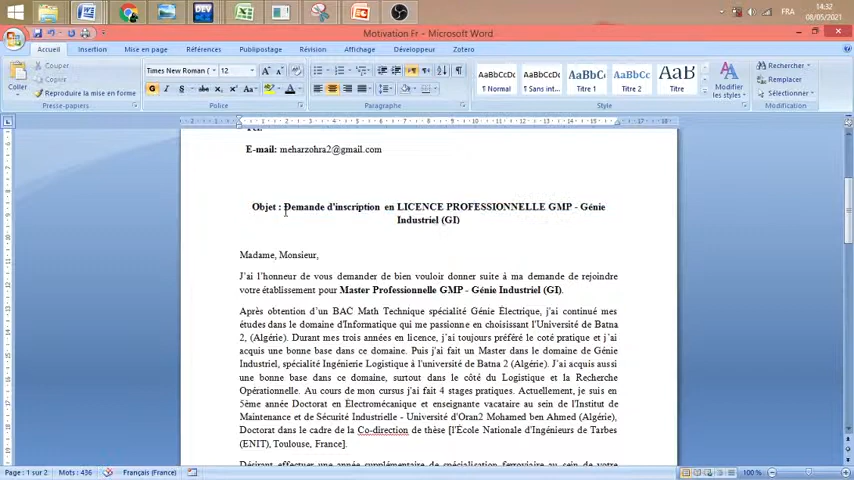 14:32
FRA
08/05/2021
Motivation Fr - Microsoft Word
Accueil Insertion Mise en page Références Publipostage Révision Affichage Développeur Zotero
Couper
Copier
Reproduire la mise en forme
Coller
Presse-papiers
Times New Roman ( 12
Police
Paragraphe
AaBbCcDc AaBbCcDc AaBbC AaBbCc AaB
¶ Normal ¶ Sans int... Titre 1 Titre 2 Titre
Modifier les styles
Style
Rechercher
Remplacer
Sélectionner
Modification
E-mail: meharzohra2@gmail.com
Objet : Demande d'inscription en LICENCE PROFESSIONNELLE GMP - Génie
Industriel (GI)
Madame, Monsieur,
J'ai l'honneur de vous demander de bien vouloir donner suite à ma demande de rejoindre
votre établissement pour Master Professionnelle GMP - Génie Industriel (GI).
Après obtention d'un BAC Math Technique spécialité Génie Électrique, j'ai continué mes
études dans le domaine d'Informatique qui me passionne en choisissant l'Université de Batna
2, (Algérie). Durant mes trois années en licence, j'ai toujours préféré le coté pratique et j'ai
acquis une bonne base dans ce domaine. Puis j'ai fait un Master dans le domaine de Génie
Industriel, spécialité Ingénierie Logistique à l'université de Batna 2 (Algérie). J'ai acquis aussi
une bonne base dans ce domaine, surtout dans le côté du Logistique et la Recherche
Opérationnelle. Au cours de mon cursus j'ai fait 4 stages pratiques. Actuellement, je suis en
5ème année Doctorat en Électromécanique et enseignante vacataire au sein de l'Institut de
Maintenance et de Sécurité Industrielle - Université d'Oran2 Mohamed ben Ahmed (Algérie),
Doctorat dans le cadre de la Co-direction de thèse [l'École Nationale d'Ingénieurs de Tarbes
(ENIT), Toulouse, France].
Désirant effectuer une année supplémentaire de spécialisation ferroviaire au sein de votre
Page : 1 sur 2 Mots : 436 Français (France) 100 %